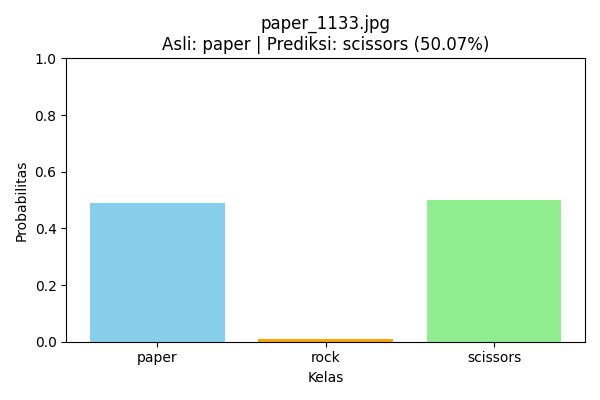 paper_1133.jpg
Asli: paper | Prediksi: scissors (50.07%)
1.0
0.8
0.6
0.4
0.2
0.0
Probabilitas
paper rock scissors
Kelas